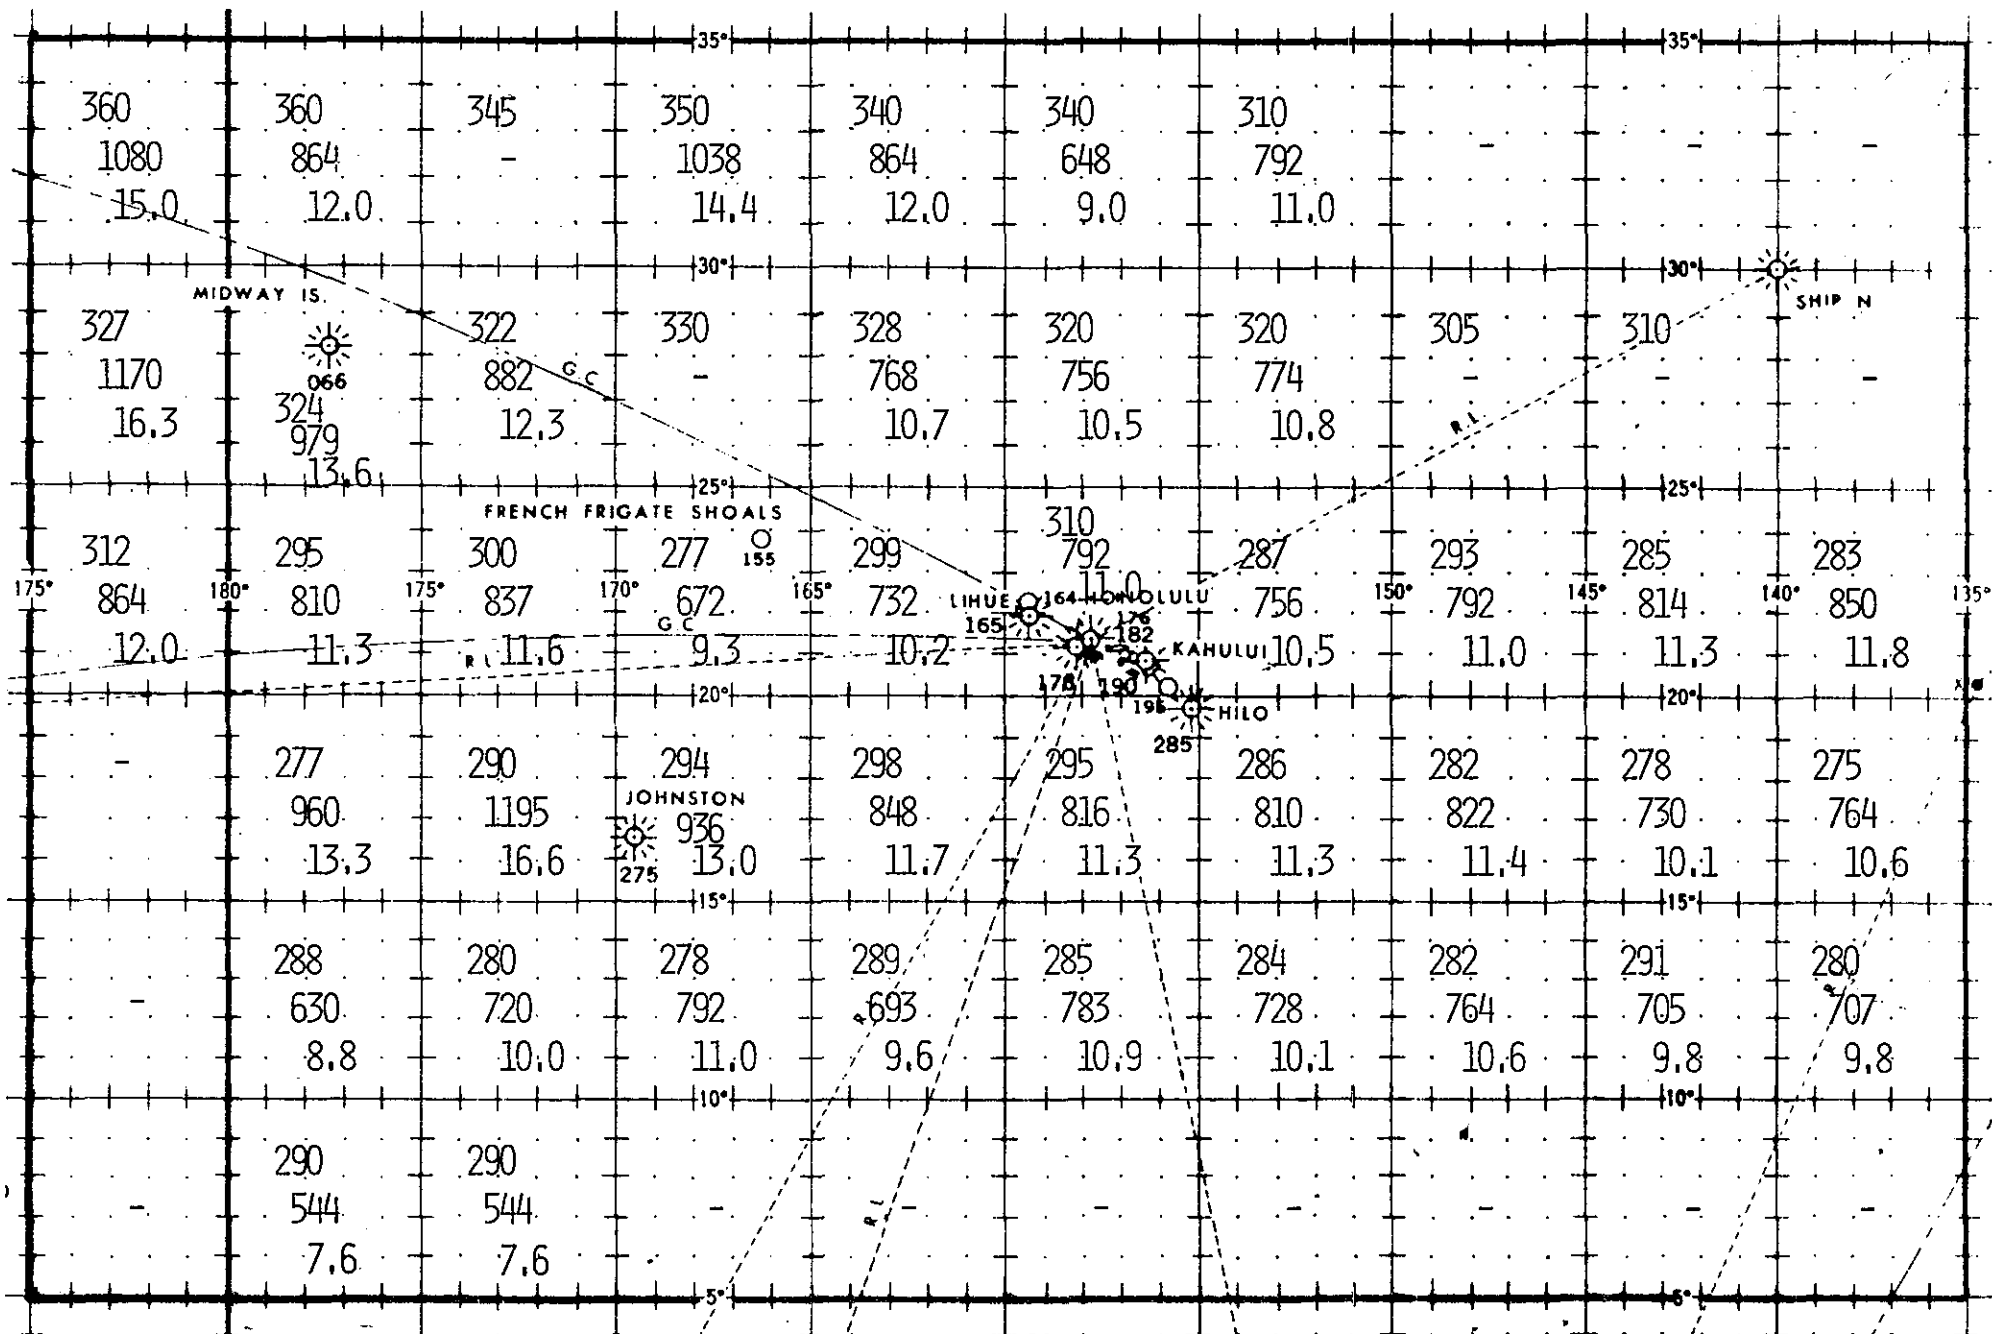 35° 35°
360 360 345 350 340 340 310
1080 864 – 1038 864 648 792 – – –
15.0 12.0 14.4 12.0 9.0 11.0
30° 30°
MIDWAY IS. SHIP N
327 322 330 328 320 320 305 310
1170 882 G C – 768 756 774 – – –
066
16.3 324 12.3 10.7 10.5 10.8 R L
979
13.6
25° 25°
FRENCH FRIGATE SHOALS 310
312 295 300 277 155 299 792 287 293 285 283
175° 180° 175° 170° 165° 11.0 150° 145° 140° 135°
864 810 837 672 732 LIHUE 164 HONOLULU 756 792 814 850
G C 165 176
182
12.0 11.3 R L 11.6 9.3 10.2 KAHULUI 10.5 11.0 11.3 11.8
20° 190 20°
195 HILO
285
– 277 290 294 298 295 286 282 278 275
JOHNSTON
960 1195 936 848 816 810 822 730 764
13.3 16.6 275 13.0 11.7 11.3 11.3 11.4 10.1 10.6
15° 15°
288 280 278 289 285 284 282 291 280
– 630 720 792 R 693 783 728 764 705 R 707
8.8 10.0 11.0 9.6 10.9 10.1 10.6 9.8 9.8
10° 10°
290 290
– 544 544 – – – – – –
R L
7.6 7.6
5° 5°